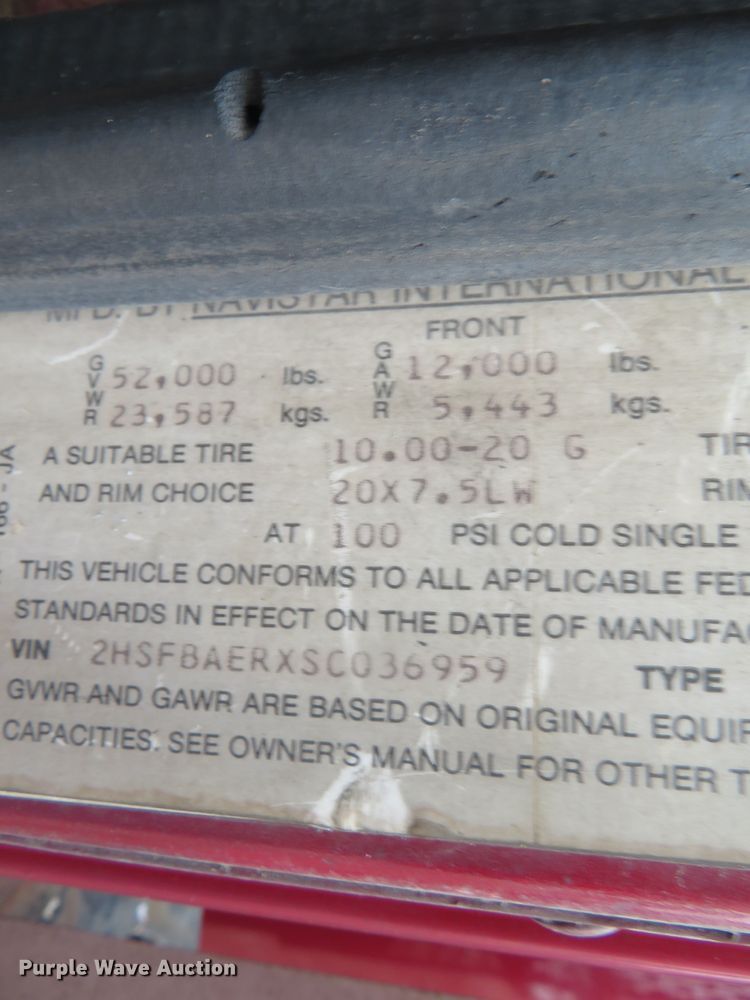 MFD. BY NAVISTAR INTERNATIONAL
FRONT
GVWR 52,000 lbs. GAWR 12,000 lbs.
23,587 kgs. 5,443 kgs.
A SUITABLE TIRE 10.00-20 G TIR
AND RIM CHOICE 20X7.5LW RIM
AT 100 PSI COLD SINGLE
THIS VEHICLE CONFORMS TO ALL APPLICABLE FED
STANDARDS IN EFFECT ON THE DATE OF MANUFA
VIN 2HSFBAERXSC036959 TYPE
GVWR AND GAWR ARE BASED ON ORIGINAL EQUIP
CAPACITIES. SEE OWNER'S MANUAL FOR OTHER T
Purple Wave Auction